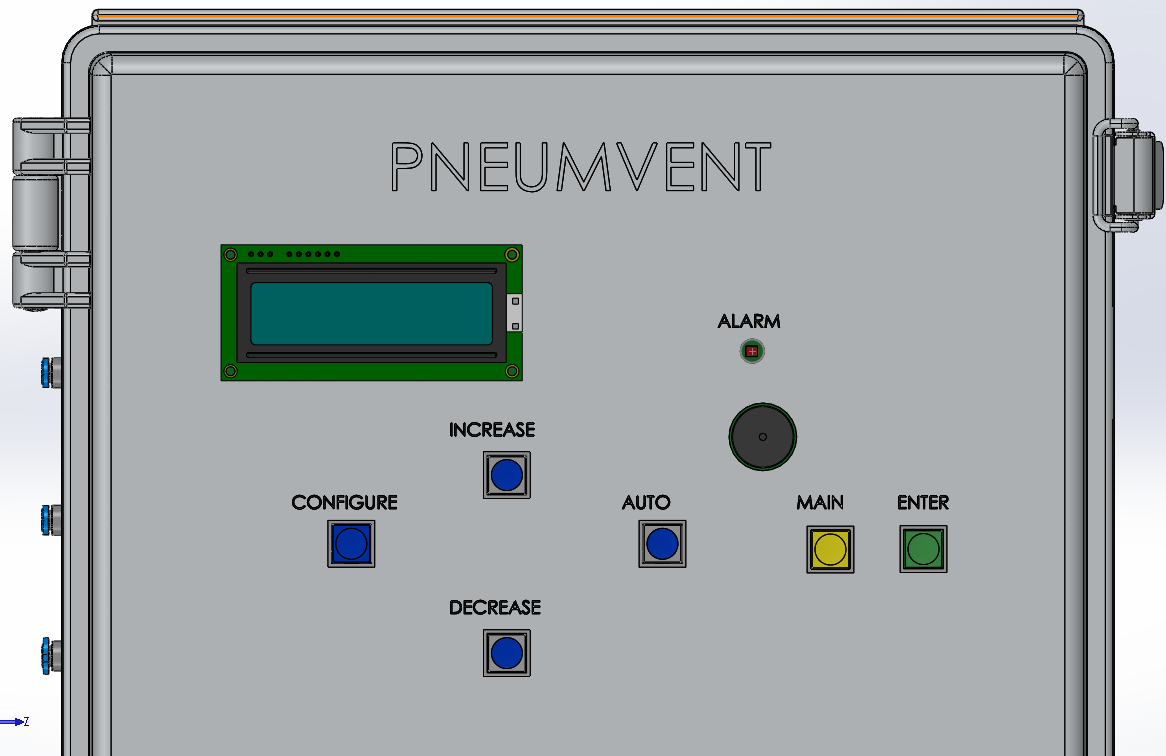 PNEUMVENT
ALARM
INCREASE
CONFIGURE
AUTO
MAIN
ENTER
DECREASE
Z